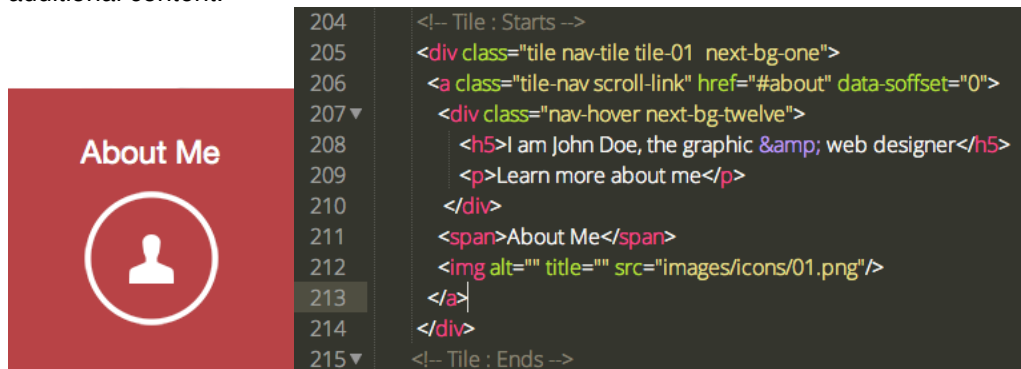 additional content.
About Me
204 <!-- Tile : Starts -->
205 <div class="tile nav-tile tile-01  next-bg-one">
206 <a class="tile-nav scroll-link" href="#about" data-soffset="0">
207 <div class="nav-hover next-bg-twelve">
208 <h5>I am John Doe, the graphic &amp; web designer</h5>
209 <p>Learn more about me</p>
210 </div>
211 <span>About Me</span>
212 <img alt="" title="" src="images/icons/01.png"/>
213 </a>
214 </div>
215 <!-- Tile : Ends -->